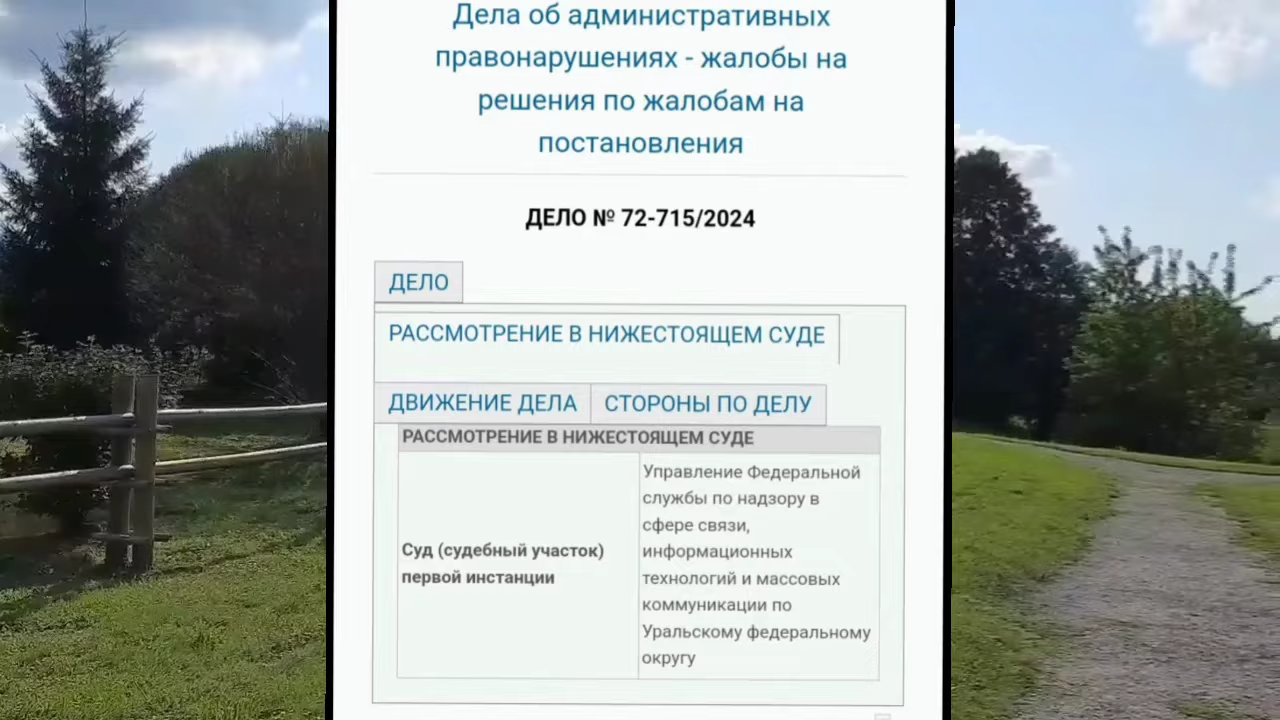 Дела об административных
правонарушениях - жалобы на
решения по жалобам на
постановления
ДЕЛО № 72-715/2024
ДЕЛО
РАССМОТРЕНИЕ В НИЖЕСТОЯЩЕМ СУДЕ
ДВИЖЕНИЕ ДЕЛА СТОРОНЫ ПО ДЕЛУ
РАССМОТРЕНИЕ В НИЖЕСТОЯЩЕМ СУДЕ
Суд (судебный участок)
первой инстанции
Управление Федеральной
службы по надзору в
сфере связи,
информационных
технологий и массовых
коммуникации по
Уральскому федеральному
округу